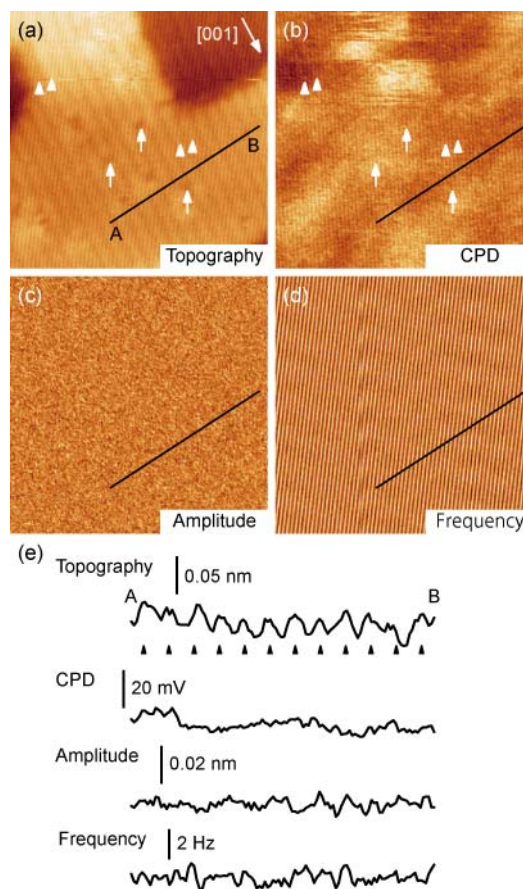 (a)
[001]
B
A
Topography
(b)
CPD
(c)
Amplitude
(d)
Frequency
(e)
Topography
0.05 nm
A
B
CPD
20 mV
Amplitude
0.02 nm
Frequency
2 Hz